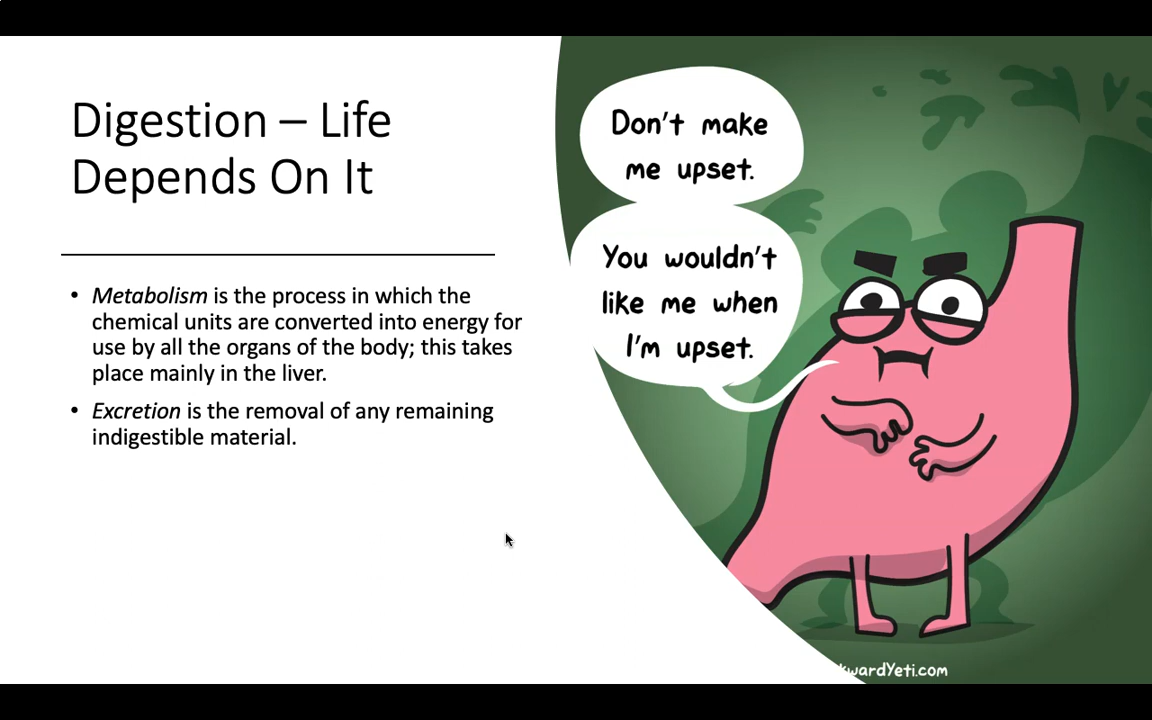 Digestion – Life
Depends On It
• Metabolism is the process in which the
chemical units are converted into energy for
use by all the organs of the body; this takes
place mainly in the liver.
• Excretion is the removal of any remaining
indigestible material.
Don't make
me upset.
You wouldn't
like me when
I'm upset.
kwardYeti.com